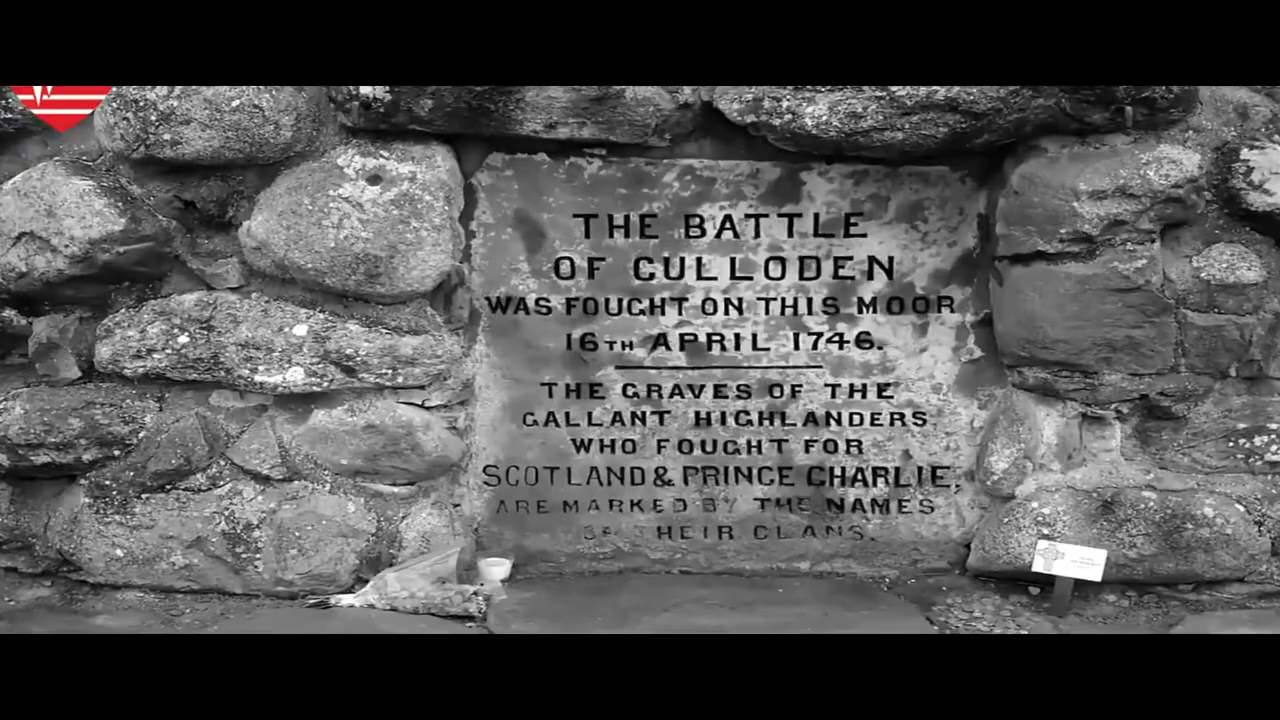 THE BATTLE
OF CULLODEN
WAS FOUGHT ON THIS MOOR
16TH APRIL 1746.
THE GRAVES OF THE
GALLANT HIGHLANDERS
WHO FOUGHT FOR
SCOTLAND & PRINCE CHARLIE,
ARE MARKED BY THE NAMES
OF THEIR CLANS.